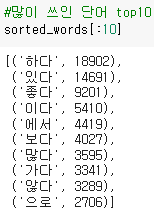 #많이 쓰인 단어 top10
sorted_words[:10]
[('하다', 18902),
('있다', 14691),
('좋다', 9201),
('이다', 5410),
('에서', 4419),
('보다', 4027),
('많다', 3595),
('가다', 3341),
('않다', 3289),
('으로', 2706)]